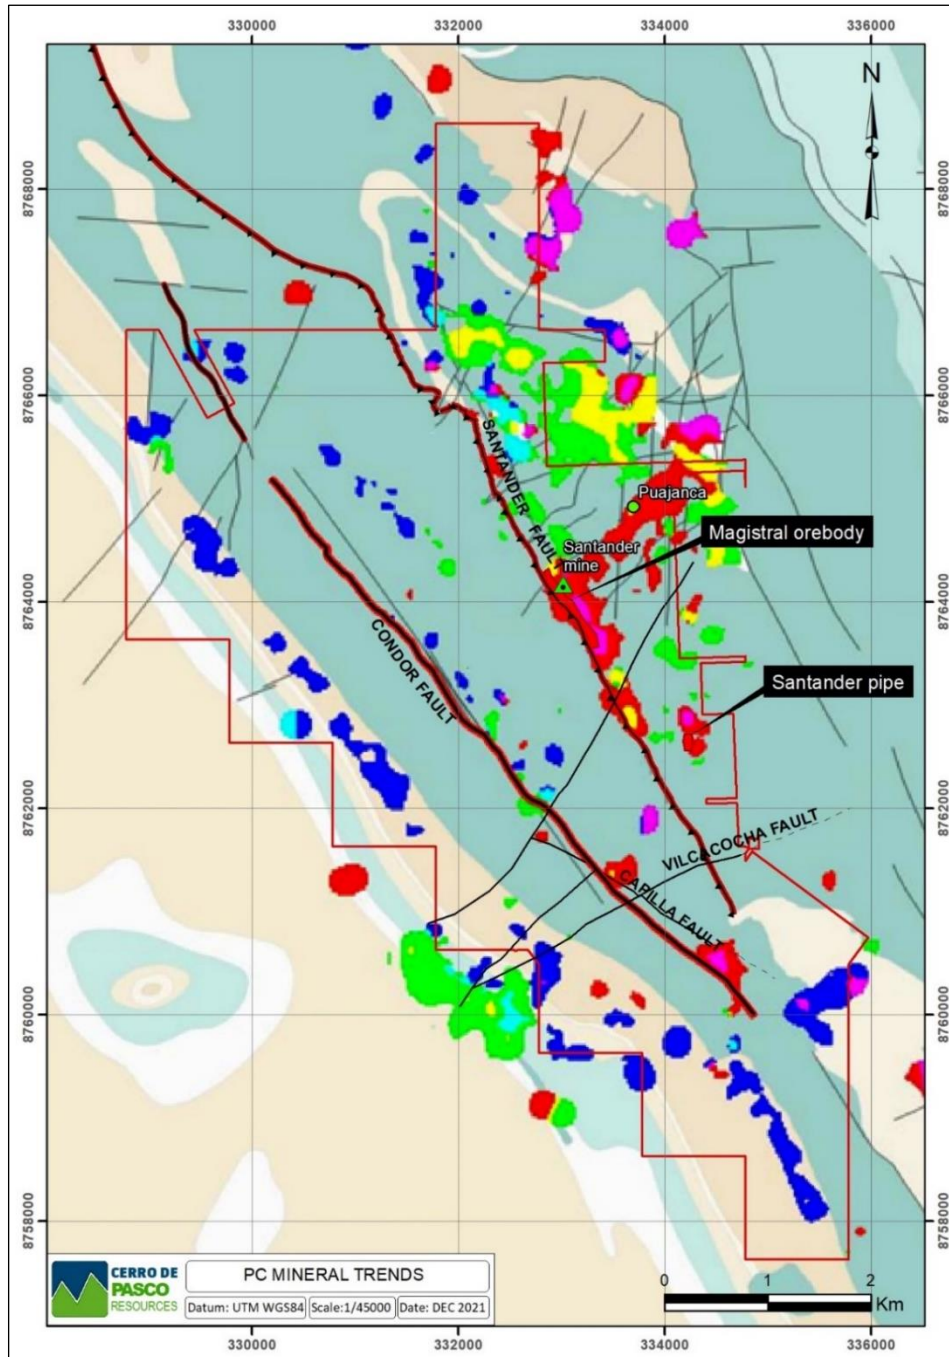 330000 332000 334000 336000
N
8768000 8768000
8766000 8766000
SANTANDER FAULT
Puajanca
Magistral orebody
Santander
mine
8764000 8764000
CONDOR FAULT
Santander pipe
8762000 8762000
VILCACOCHA FAULT
CAPILLA FAULT
8760000 8760000
8758000 8758000
CERRO DE
PASCO
RESOURCES
PC MINERAL TRENDS
Datum: UTM WGS84 Scale:1/45000 Date: DEC 2021
0 1 2
Km
330000 332000 334000 336000